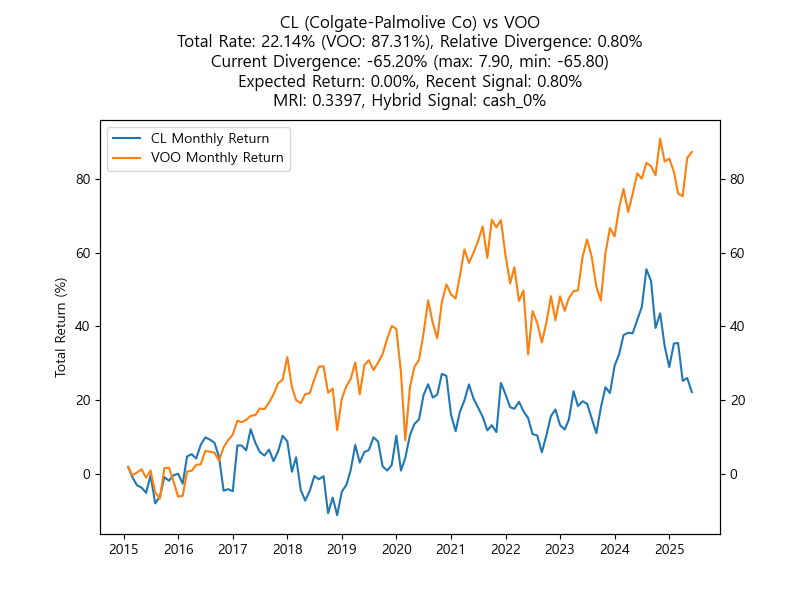 CL (Colgate-Palmolive Co) vs VOO
Total Rate: 22.14% (VOO: 87.31%), Relative Divergence: 0.80%
Current Divergence: -65.20% (max: 7.90, min: -65.80)
Expected Return: 0.00%, Recent Signal: 0.80%
MRI: 0.3397, Hybrid Signal: cash_0%
CL Monthly Return
VOO Monthly Return
Total Return (%)
80
60
40
20
0
80
60
40
20
0
2015 2016 2017 2018 2019 2020 2021 2022 2023 2024 2025